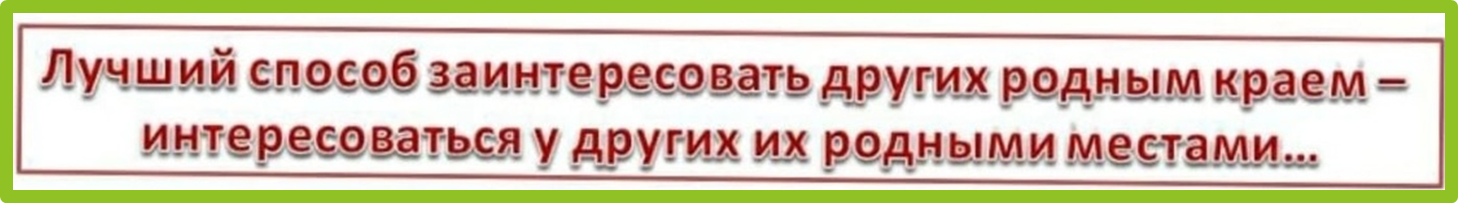 Лучший способ заинтересовать других родным краем –
интересоваться у других их родными местами...